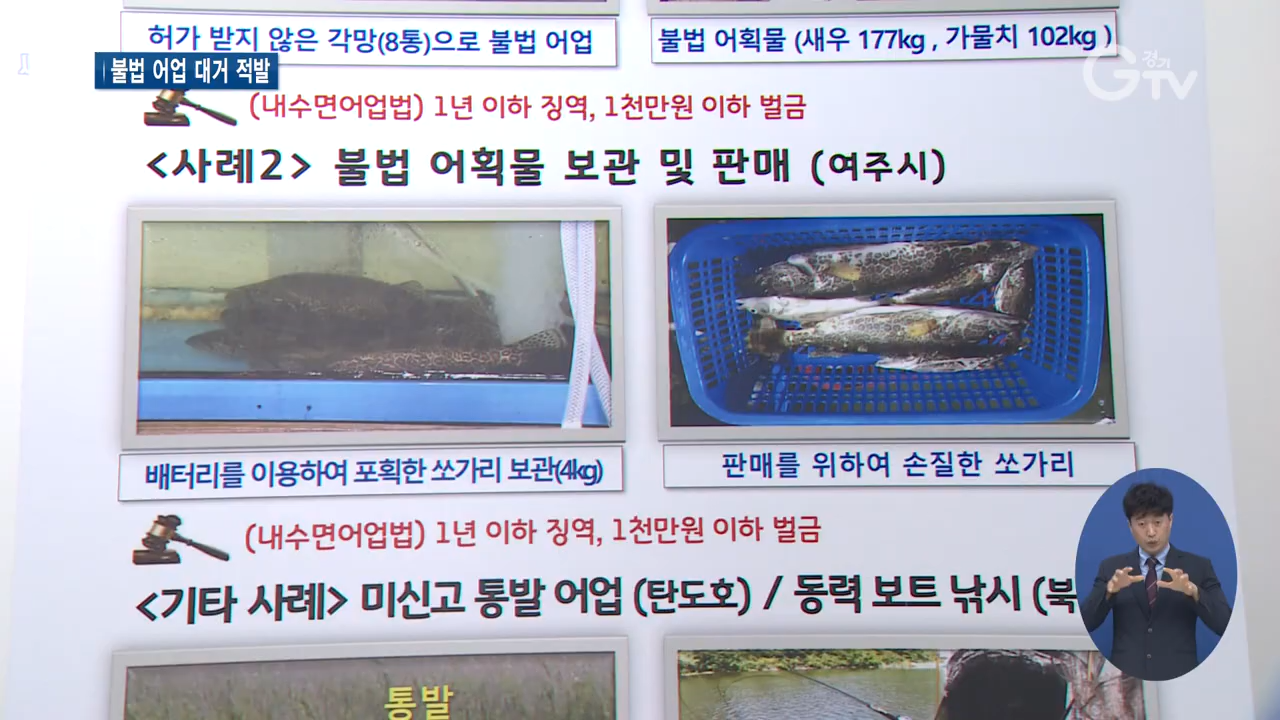 허가 받지 않은 각망(8통)으로 불법 어업
불법 어획물 (새우 177kg , 가물치 102kg )
경기
GTV
불법 어업 대거 적발
(내수면어업법) 1년 이하 징역, 1천만원 이하 벌금
<사례2> 불법 어획물 보관 및 판매 (여주시)
배터리를 이용하여 포획한 쏘가리 보관(4kg)
판매를 위하여 손질한 쏘가리
(내수면어업법) 1년 이하 징역, 1천만원 이하 벌금
<기타 사례> 미신고 통발 어업 (탄도호) / 동력 보트 낚시 (북
통발